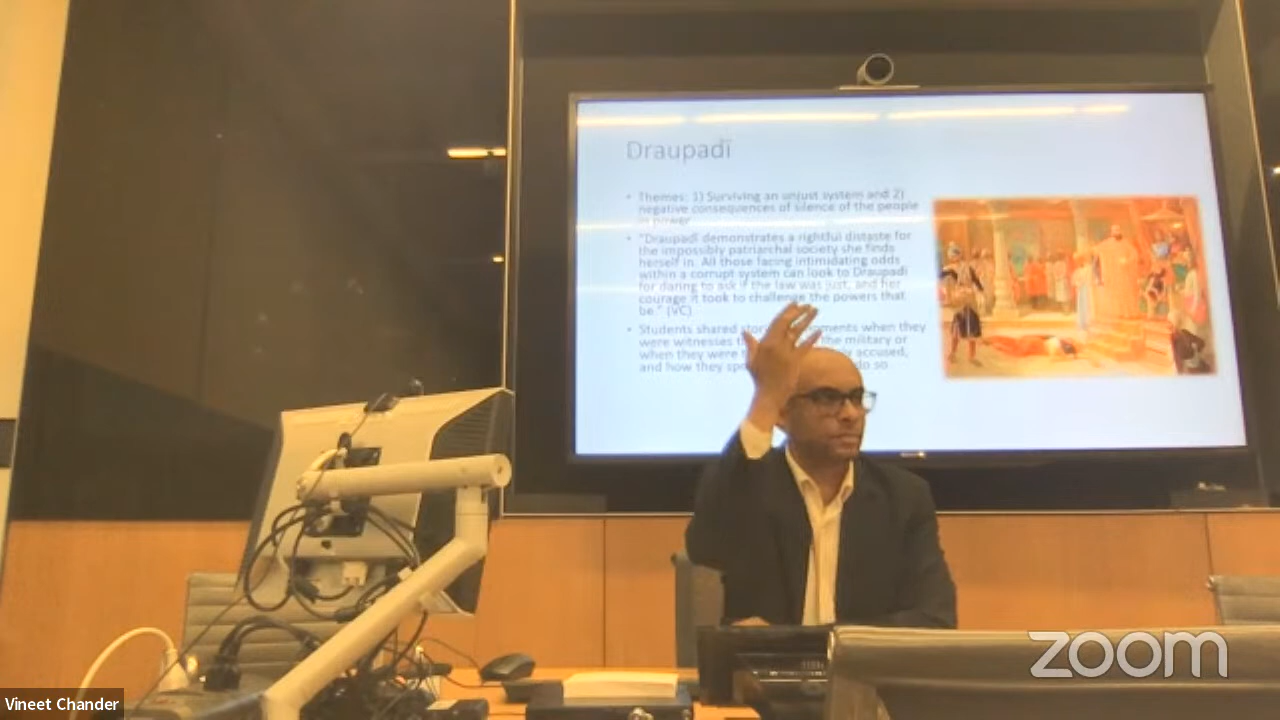 Draupadī
• Themes: 1) Surviving an unjust system and 2)
negative consequences of silence of the people
in power
• "Draupadi demonstrates a rightful distaste for
the impossibly patriarchal society she finds
herself in. All those facing intimidating odds
within a corrupt system can look to Draupadi
for daring to ask if the law was just, and her
courage it took to challenge the powers that
be." (VC)
• Students shared moments when they
were witnesses the military or
when they were accused,
and how they do so
zoom
Vineet Chander